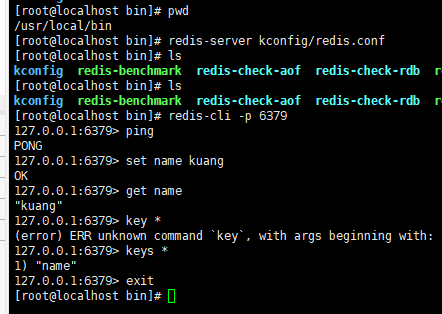 [root@localhost bin]# pwd
/usr/local/bin
[root@localhost bin]# redis-server kconfig/redis.conf
[root@localhost bin]# ls
kconfig redis-benchmark redis-check-aof redis-check-rdb
[root@localhost bin]# ls
kconfig redis-benchmark redis-check-aof redis-check-rdb
[root@localhost bin]# redis-cli -p 6379
127.0.0.1:6379> ping
PONG
127.0.0.1:6379> set name kuang
OK
127.0.0.1:6379> get name
"kuang"
127.0.0.1:6379> key *
(error) ERR unknown command `key`, with args beginning with:
127.0.0.1:6379> keys *
1) "name"
127.0.0.1:6379> exit
[root@localhost bin]#